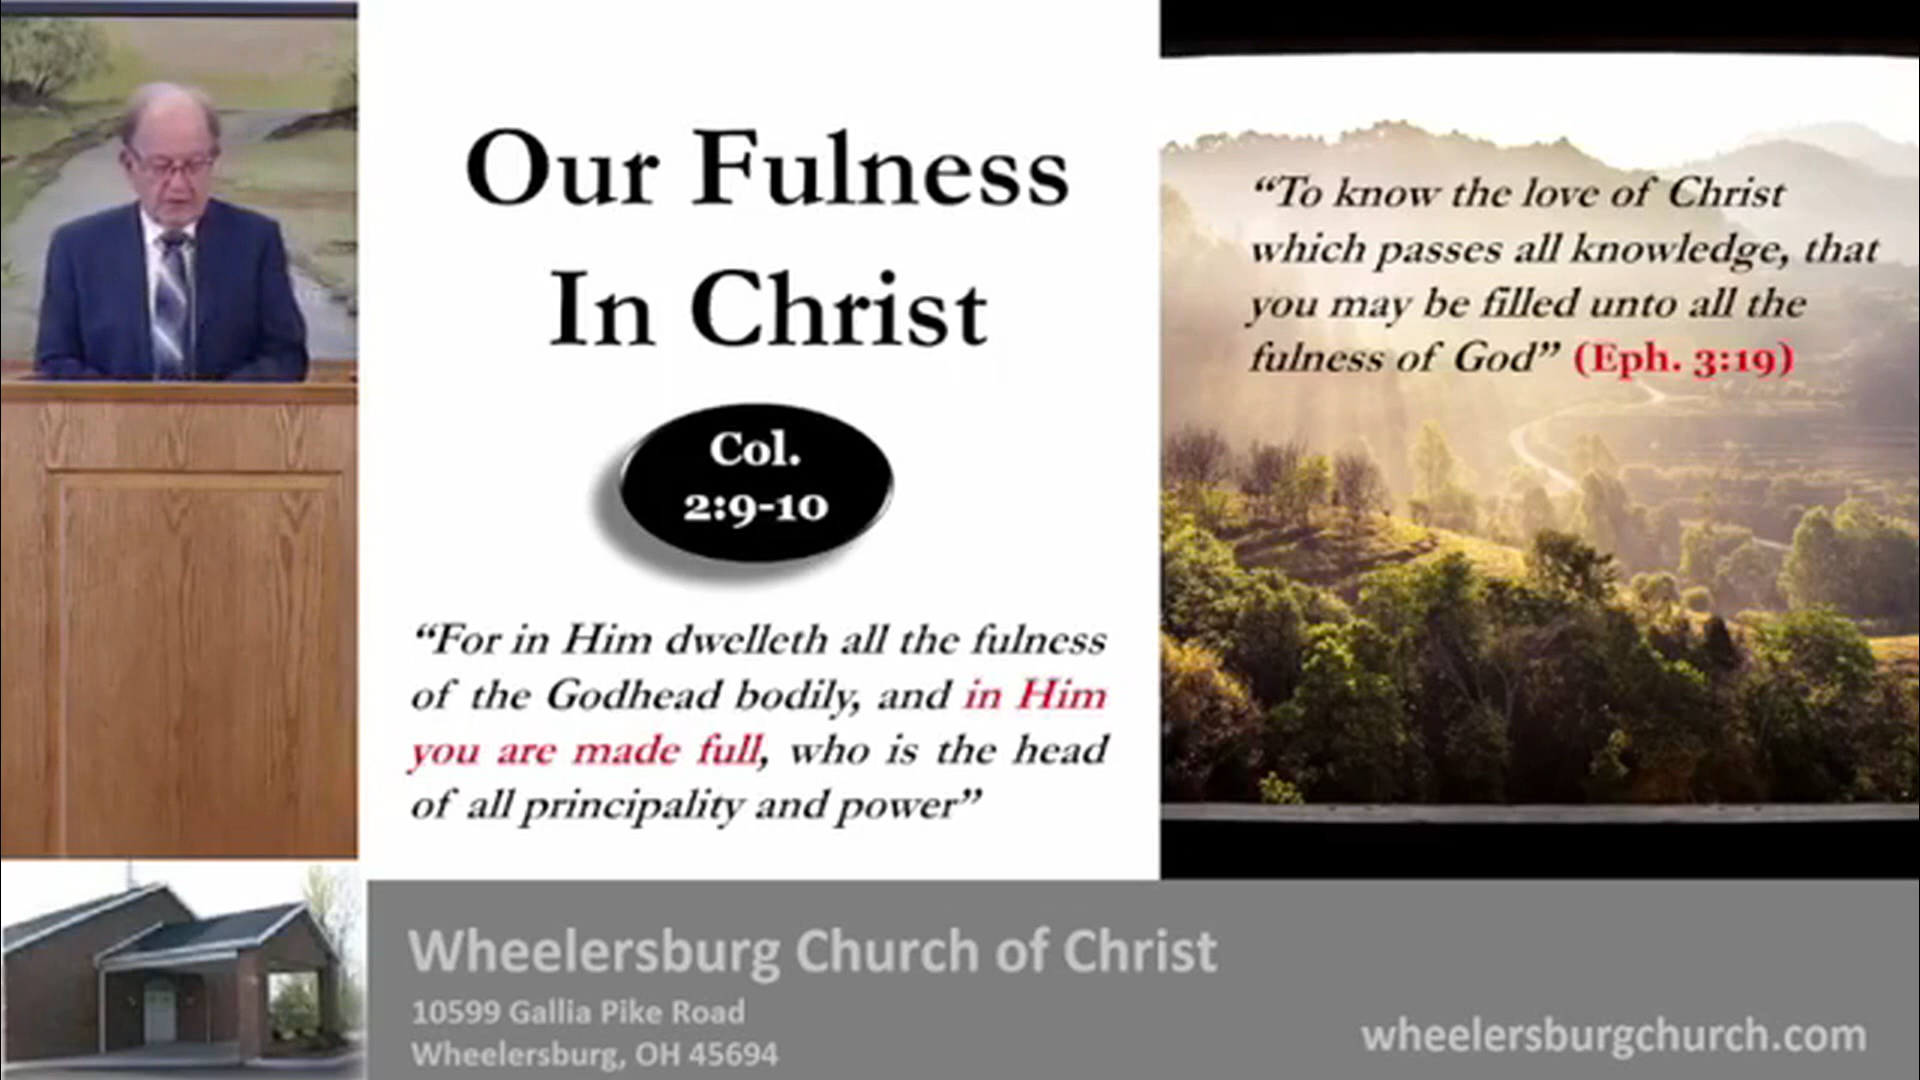 Our Fulness
In Christ
Col.
2:9-10
“For in Him dwelleth all the fulness
of the Godhead bodily, and in Him
you are made full, who is the head
of all principality and power”
“To know the love of Christ
which passes all knowledge, that
you may be filled unto all the
fulness of God” (Eph. 3:19)
Wheelersburg Church of Christ
10599 Gallia Pike Road
Wheelersburg, OH 45694
wheelersburgchurch.com